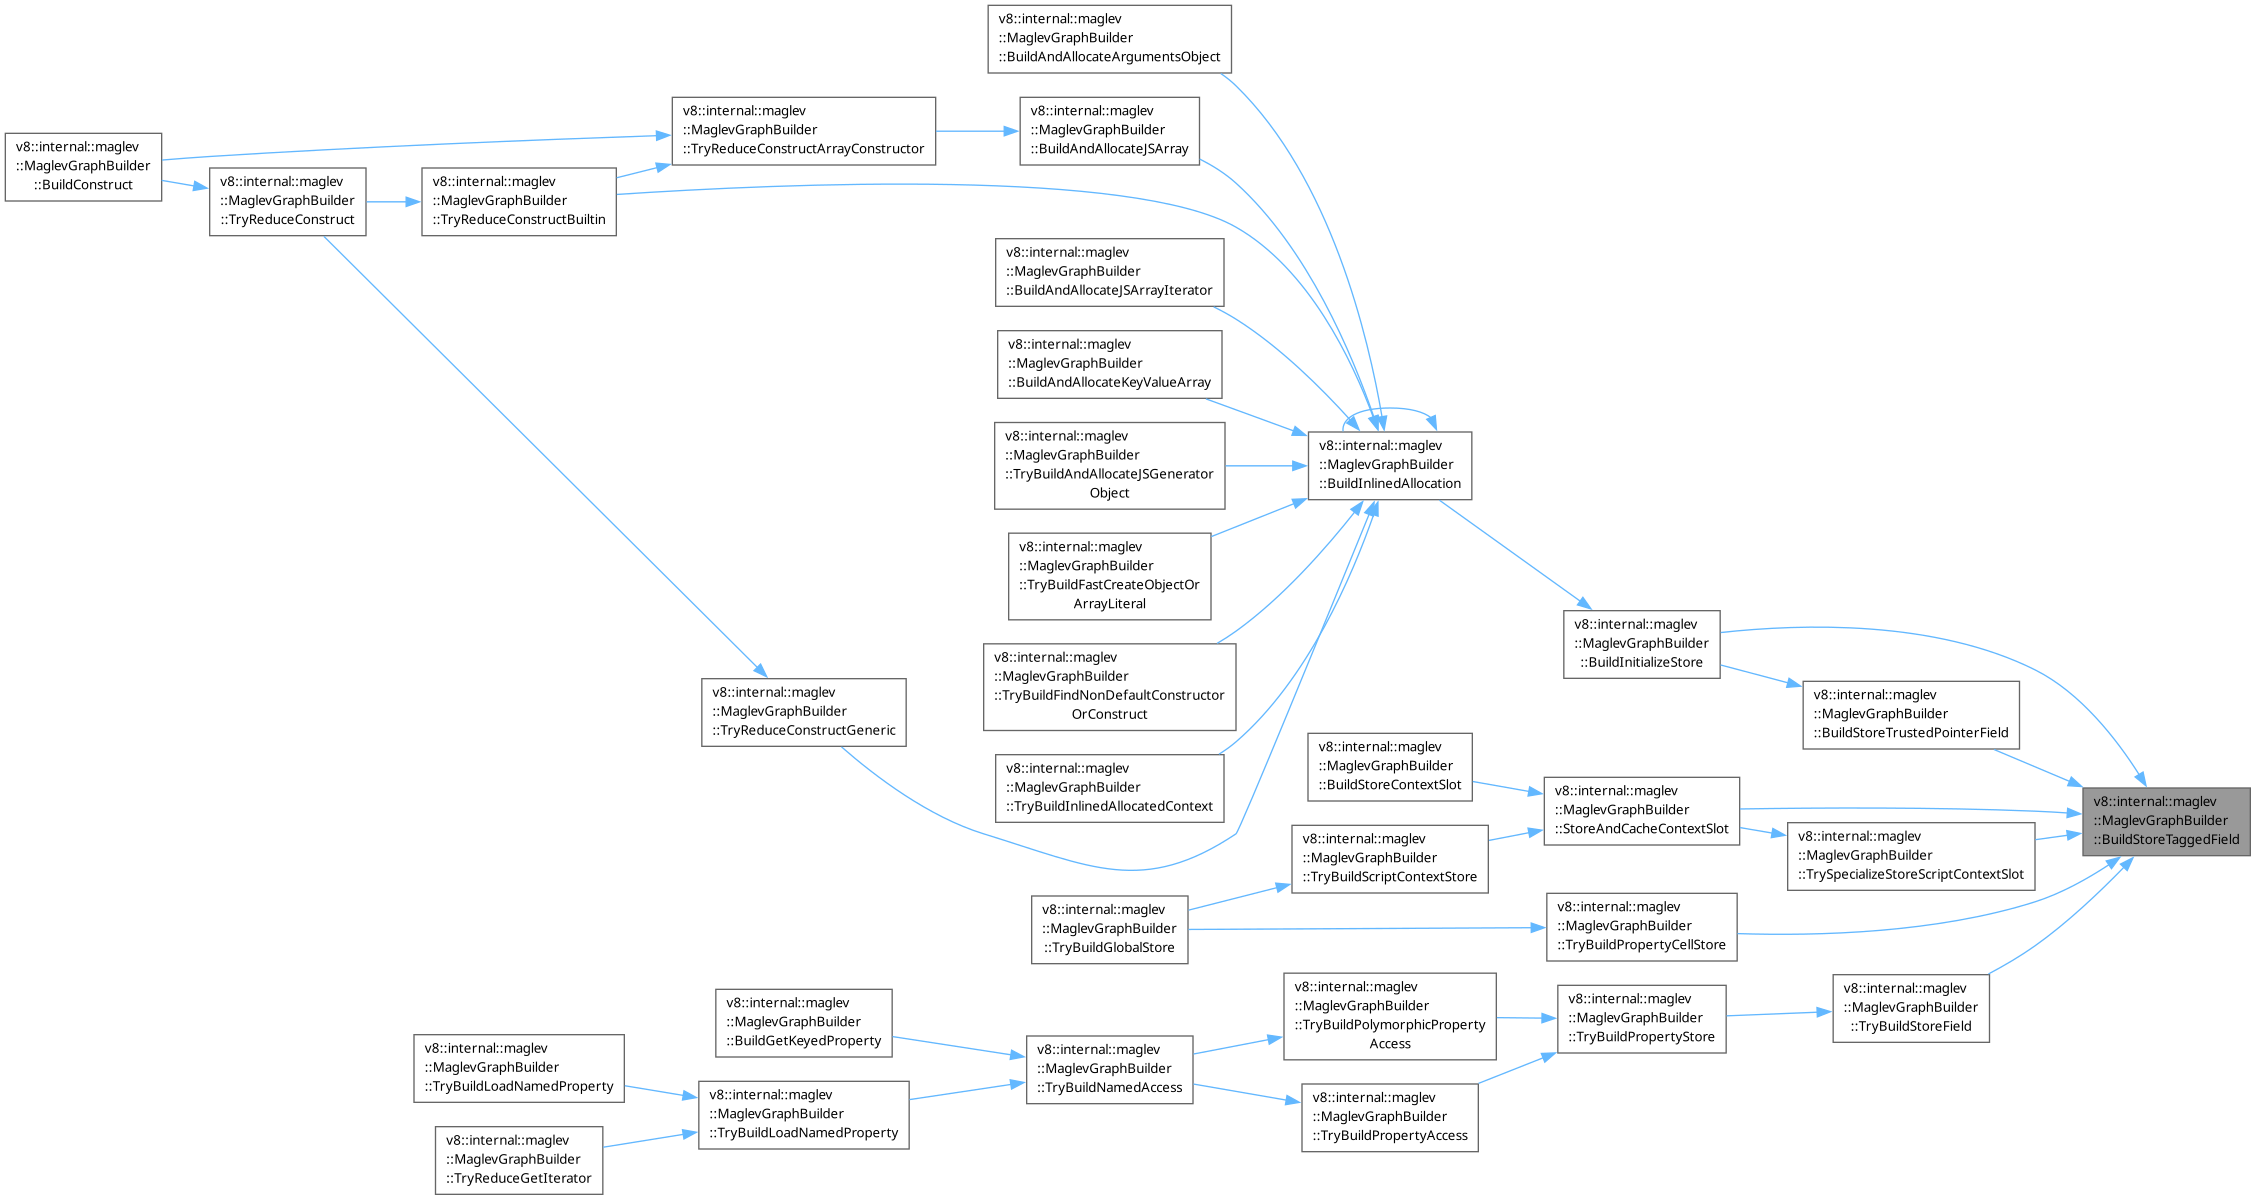 v8::internal::maglev
::MaglevGraphBuilder
::BuildAndAllocateArgumentsObject
v8::internal::maglev
::MaglevGraphBuilder
::TryReduceConstructArrayConstructor
v8::internal::maglev
::MaglevGraphBuilder
::BuildAndAllocateJSArray
v8::internal::maglev
::MaglevGraphBuilder
::BuildConstruct
v8::internal::maglev
::MaglevGraphBuilder
::TryReduceConstruct
v8::internal::maglev
::MaglevGraphBuilder
::TryReduceConstructBuiltin
v8::internal::maglev
::MaglevGraphBuilder
::BuildAndAllocateJSArrayIterator
v8::internal::maglev
::MaglevGraphBuilder
::BuildAndAllocateKeyValueArray
v8::internal::maglev
::MaglevGraphBuilder
::TryBuildAndAllocateJSGenerator
Object
v8::internal::maglev
::MaglevGraphBuilder
::BuildInlinedAllocation
v8::internal::maglev
::MaglevGraphBuilder
::TryBuildFastCreateObjectOr
ArrayLiteral
v8::internal::maglev
::MaglevGraphBuilder
::BuildInitializeStore
v8::internal::maglev
::MaglevGraphBuilder
::TryBuildFindNonDefaultConstructor
OrConstruct
v8::internal::maglev
::MaglevGraphBuilder
::TryReduceConstructGeneric
v8::internal::maglev
::MaglevGraphBuilder
::BuildStoreTrustedPointerField
v8::internal::maglev
::MaglevGraphBuilder
::BuildStoreContextSlot
v8::internal::maglev
::MaglevGraphBuilder
::TryBuildInlinedAllocatedContext
v8::internal::maglev
::MaglevGraphBuilder
::StoreAndCacheContextSlot
v8::internal::maglev
::MaglevGraphBuilder
::BuildStoreTaggedField
v8::internal::maglev
::MaglevGraphBuilder
::TryBuildScriptContextStore
v8::internal::maglev
::MaglevGraphBuilder
::TrySpecializeStoreScriptContextSlot
v8::internal::maglev
::MaglevGraphBuilder
::TryBuildGlobalStore
v8::internal::maglev
::MaglevGraphBuilder
::TryBuildPropertyCellStore
v8::internal::maglev
::MaglevGraphBuilder
::TryBuildPolymorphicProperty
Access
v8::internal::maglev
::MaglevGraphBuilder
::TryBuildPropertyStore
v8::internal::maglev
::MaglevGraphBuilder
::TryBuildStoreField
v8::internal::maglev
::MaglevGraphBuilder
::BuildGetKeyedProperty
v8::internal::maglev
::MaglevGraphBuilder
::TryBuildNamedAccess
v8::internal::maglev
::MaglevGraphBuilder
::TryBuildLoadNamedProperty
v8::internal::maglev
::MaglevGraphBuilder
::TryBuildLoadNamedProperty
v8::internal::maglev
::MaglevGraphBuilder
::TryBuildPropertyAccess
v8::internal::maglev
::MaglevGraphBuilder
::TryReduceGetIterator